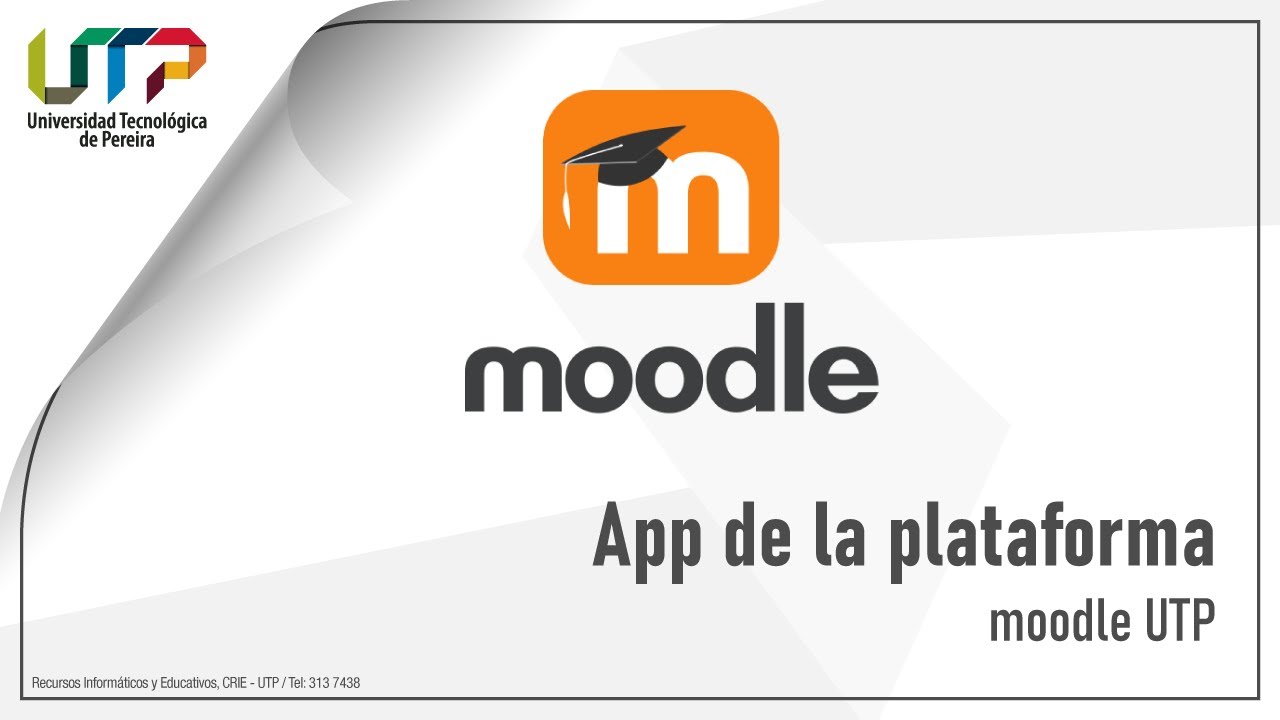 UTP
Universidad Tecnológica
de Pereira
m
moodle
App de la plataforma
moodle UTP
Recursos Informáticos y Educativos, CRIE - UTP / Tel: 313 7438